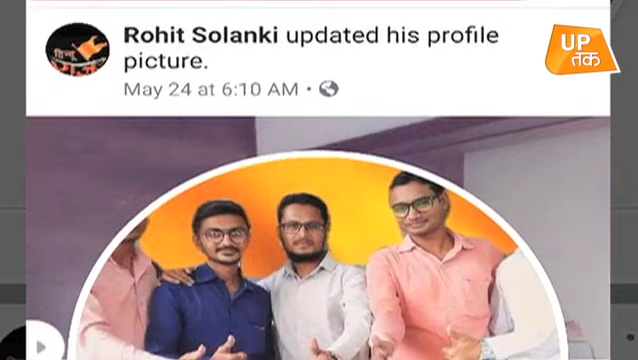 Rohit Solanki updated his profile
picture.
May 24 at 6:10 AM •
UP
तक
हिन्दू